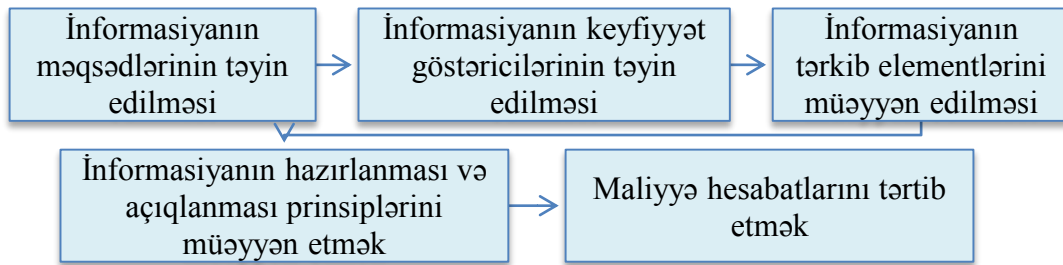 İnformasiyanın
məqsədlərinin təyin
edilməsi
İnformasiyanın keyfiyyət
göstəricilərinin təyin
edilməsi
İnformasiyanın
tərkib elementlərini
müəyyən edilməsi
İnformasiyanın hazırlanması və
açıqlanması prinsiplərini
müəyyən etmək
Maliyyə hesabatlarını tərtib
etmək